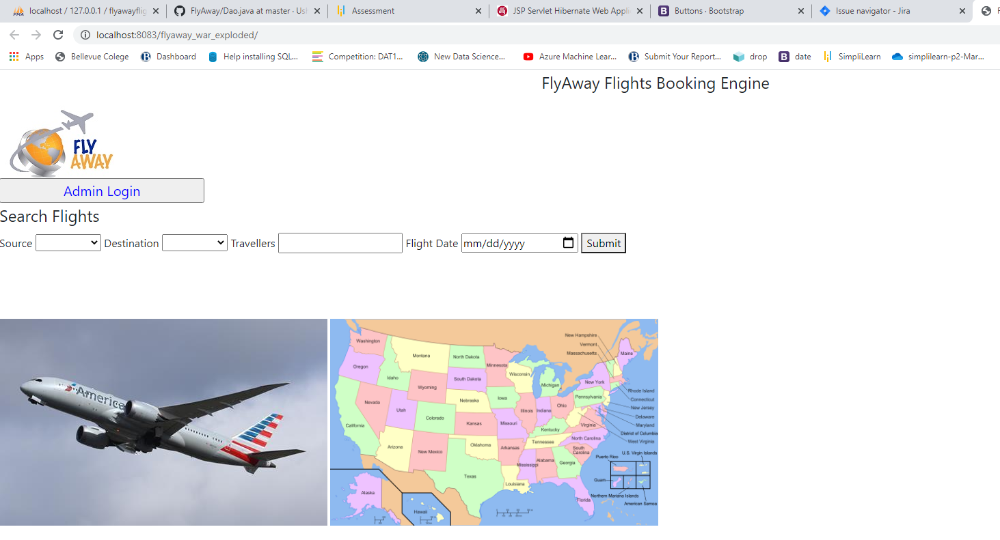 localhost / 127.0.0.1 / flyawayflig
FlyAway/Dao.java at master · Ush
Assessment
JSP Servlet Hibernate Web Appli
Buttons · Bootstrap
Issue navigator - Jira
localhost:8083/flyaway_war_exploded/
Apps
Bellevue Colege
Dashboard
Help installing SQL...
Competition: DAT1...
New Data Science...
Azure Machine Lear...
Submit Your Report...
drop
date
SimpliLearn
simplilearn-p2-Mar...
FlyAway Flights Booking Engine
FLY
AWAY
Admin Login
Search Flights
Source Destination Travellers Flight Date mm/dd/yyyy Submit
American
Washington
Oregon
California
Nevada
Idaho
Montana
Wyoming
Utah
Arizona
Colorado
New Mexico
North Dakota
South Dakota
Nebraska
Kansas
Oklahoma
Texas
Minnesota
Iowa
Missouri
Arkansas
Louisiana
Wisconsin
Illinois
Michigan
Indiana
Ohio
Kentucky
Tennessee
Mississippi
Alabama
Georgia
Florida
South
Carolina
North Carolina
Virginia
West Virginia
District of Columbia
Maryland
Delaware
New Jersey
Connecticut
Rhode Island
Pennsylvania
New York
Maine
New Hampshire
Vermont
Massachusetts
Alaska
Hawaii
Puerto Rico
U.S. Virgin Islands
Guam
Northern Mariana Islands
American Samoa